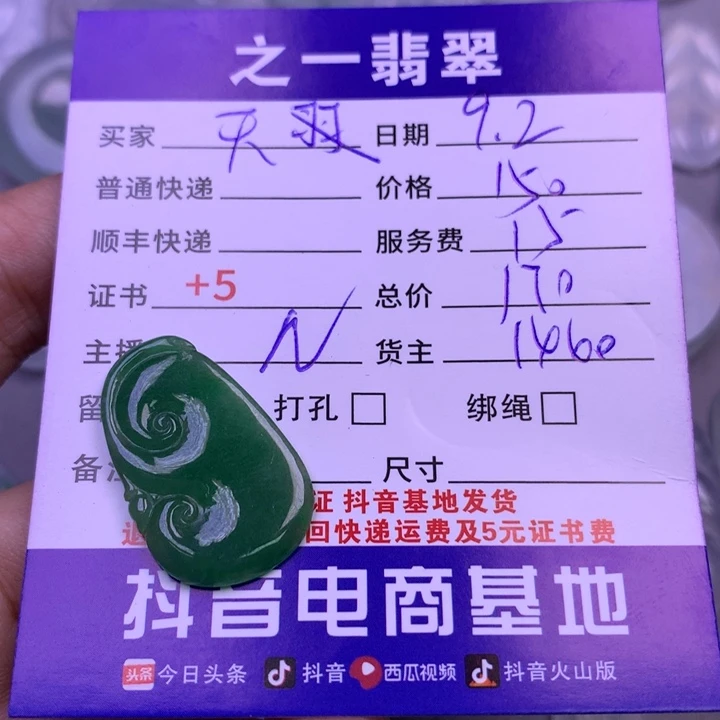 之一翡翠
买家 天羽 日期 9.2
普通快递 价格 150
顺丰快递 服务费 15
证书 +5 总价 170
主播 N 货主 1460
留 打孔 绑绳
备注 尺寸
证 抖音基地发货
退 回快递运费及5元证书费
抖音电商基地
头条 今日头条 抖音 西瓜视频 抖音火山版